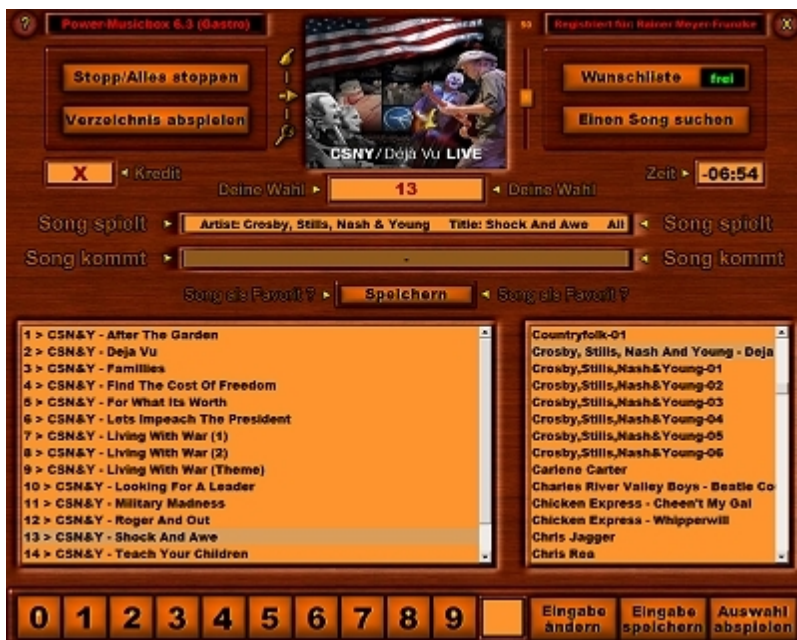 ?
Power-Musicbox 6.3 (Gastro)
50
Registriert für: Rainer Meyer-Franke
X
Stopp/Alles stoppen
Verzeichnis abspielen
CSNY/Déjà Vu LIVE
Wunschliste frei
Einen Song suchen
X Kredit
Zeit -06:54
Deine Wahl 13 Deine Wahl
Song spielt Artist: Crosby, Stills, Nash & Young Title: Shock And Awe All Song spielt
Song kommt - Song kommt
Song als Favorit ? Speichern Song als Favorit ?
1 > CSN&Y - After The Garden
2 > CSN&Y - Deja Vu
3 > CSN&Y - Famillies
4 > CSN&Y - Find The Cost Of Freedom
5 > CSN&Y - For What Its Worth
6 > CSN&Y - Lets Impeach The President
7 > CSN&Y - Living With War (1)
8 > CSN&Y - Living With War (2)
9 > CSN&Y - Living With War (Theme)
10 > CSN&Y - Looking For A Leader
11 > CSN&Y - Military Madness
12 > CSN&Y - Roger And Out
13 > CSN&Y - Shock And Awe
14 > CSN&Y - Teach Your Children
Countryfolk-01
Crosby, Stills, Nash And Young - Deja
Crosby,Stills,Nash&Young-01
Crosby,Stills,Nash&Young-02
Crosby,Stills,Nash&Young-03
Crosby,Stills,Nash&Young-04
Crosby,Stills,Nash&Young-05
Crosby,Stills,Nash&Young-06
Carlene Carter
Charles River Valley Boys - Beatle Co
Chicken Express - Cheen't My Gal
Chicken Express - Whipperwill
Chris Jagger
Chris Rea
0 1 2 3 4 5 6 7 8 9
Eingabe ändern
Eingabe speichern
Auswahl abspielen